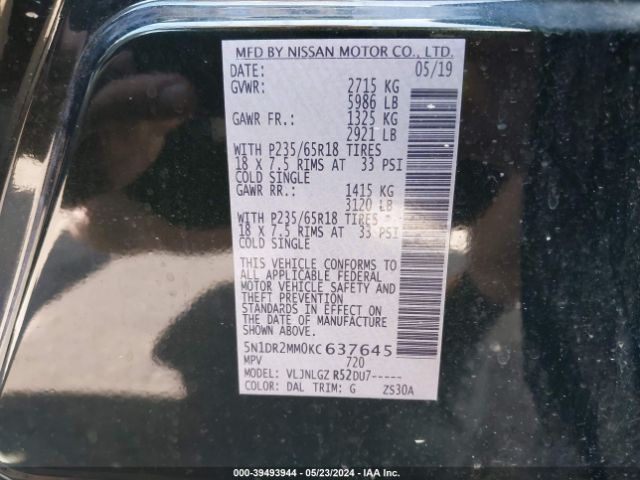 MFD BY NISSAN MOTOR CO., LTD.
DATE: 05/19
GVWR: 2715 KG
5986 LB
GAWR FR.: 1325 KG
2921 LB
WITH P235/65R18 TIRES
18 X 7.5 RIMS AT 33 PSI
COLD SINGLE
GAWR RR.: 1415 KG
3120 LB
WITH P235/65R18 TIRES
18 X 7.5 RIMS AT 33 PSI
COLD SINGLE
THIS VEHICLE CONFORMS TO
ALL APPLICABLE FEDERAL
MOTOR VEHICLE SAFETY AND
THEFT PREVENTION
STANDARDS IN EFFECT ON
THE DATE OF MANUFACTURE
SHOWN ABOVE.
5N1DR2MM0KC637645
MPV 720
MODEL: VLJNLGZ R52DU7-----
COLOR: DAL TRIM: G ZS30A
000-39493944 / 05/23/2024 / IAA Inc.